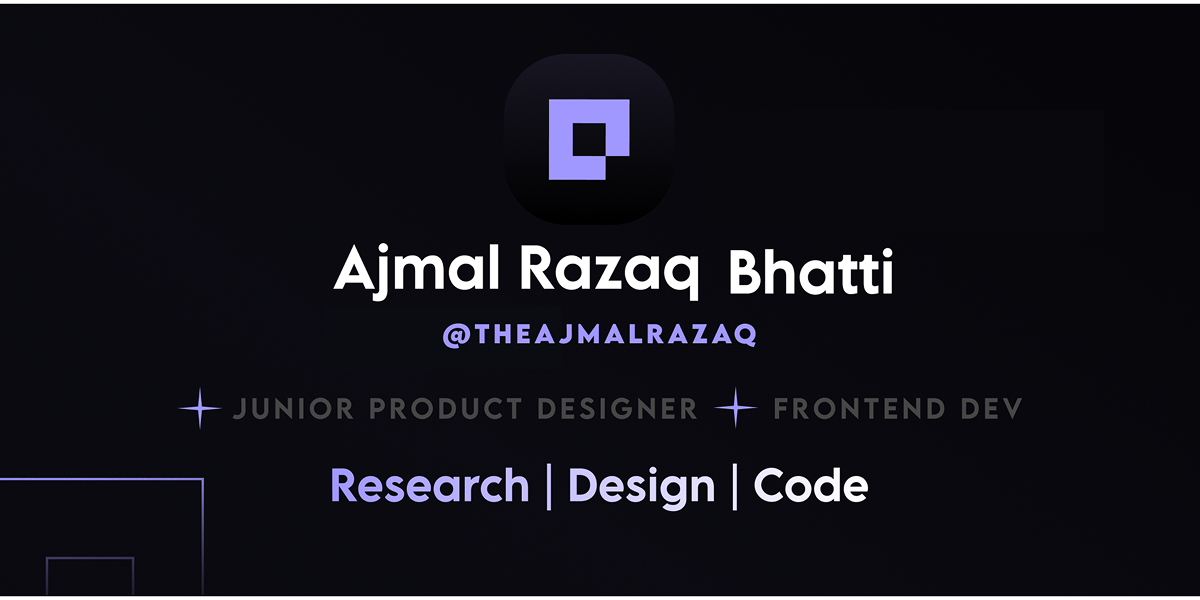 Ajmal Razaq Bhatti
@THEAJMALRAZAQ
JUNIOR PRODUCT DESIGNER FRONTEND DEV
Research | Design | Code